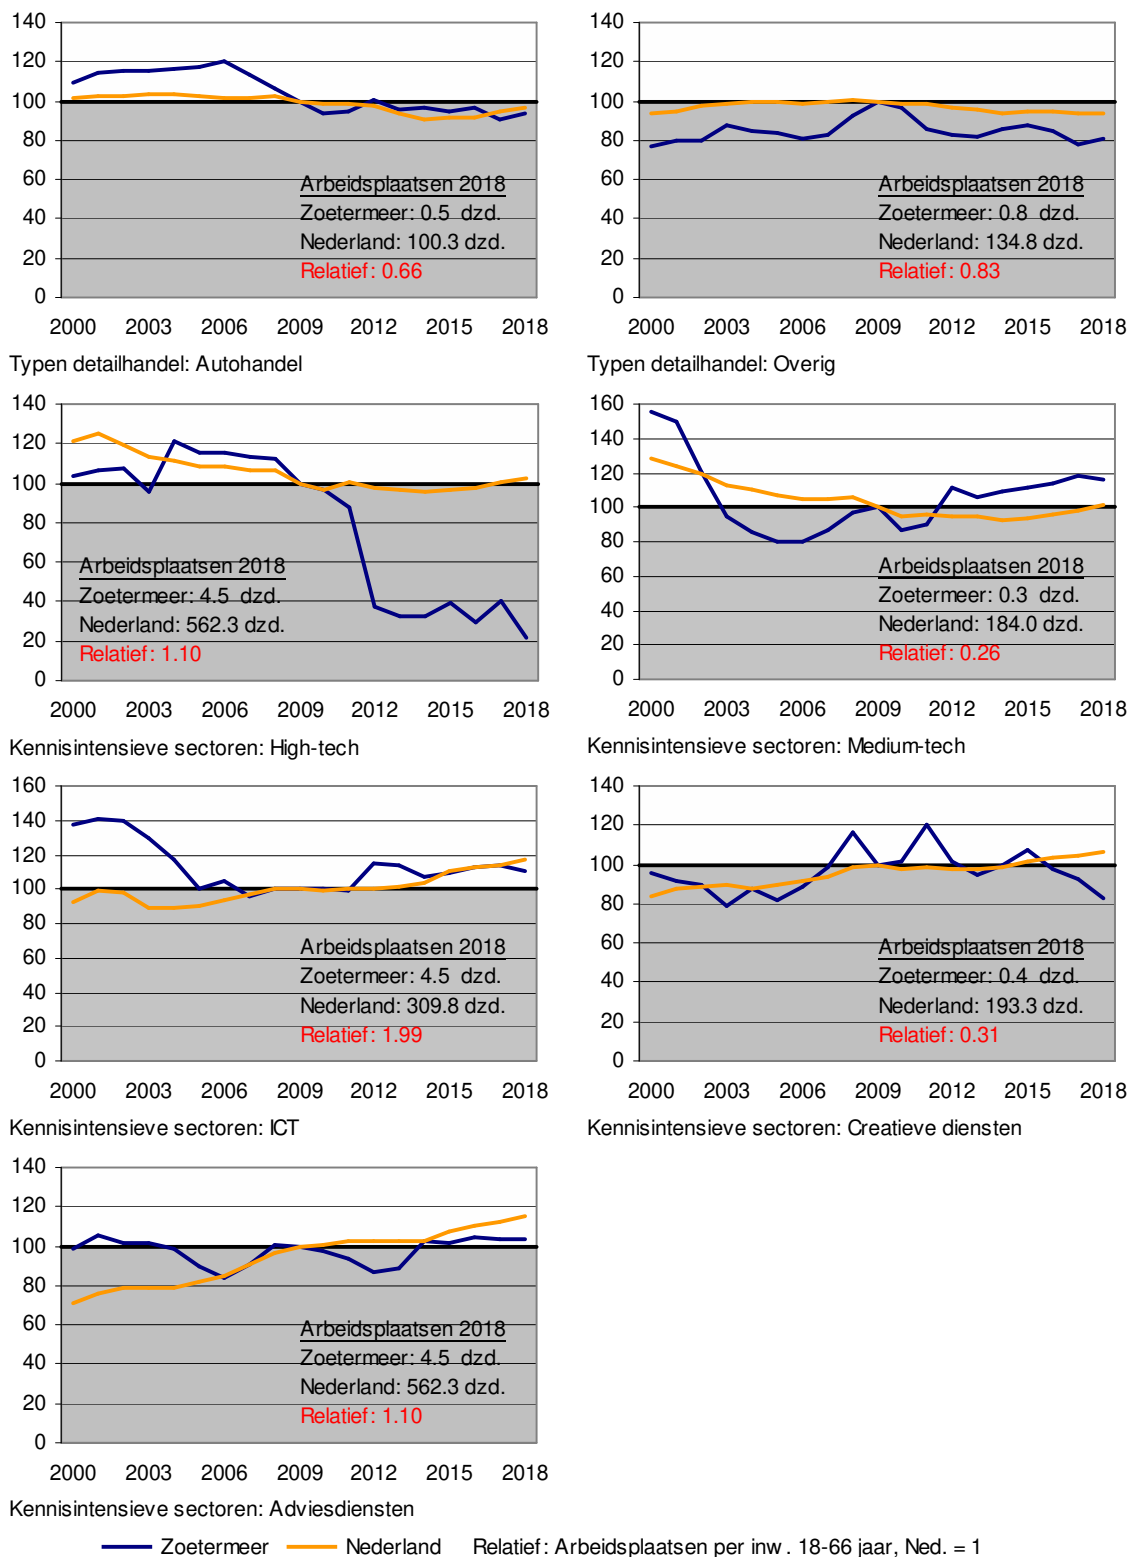 140
120
100
80
60
40
20
0
Arbeidsplaatsen 2018
Zoetermeer: 0.5 dzd.
Nederland: 100.3 dzd.
Relatief: 0.66
2000 2003 2006 2009 2012 2015 2018
Typen detailhandel: Autohandel
140
120
100
80
60
40
20
0
Arbeidsplaatsen 2018
Zoetermeer: 0.8 dzd.
Nederland: 134.8 dzd.
Relatief: 0.83
2000 2003 2006 2009 2012 2015 2018
Typen detailhandel: Overig
140
120
100
80
60
40
20
0
Arbeidsplaatsen 2018
Zoetermeer: 4.5 dzd.
Nederland: 562.3 dzd.
Relatief: 1.10
2000 2003 2006 2009 2012 2015 2018
Kennisintensieve sectoren: High-tech
160
140
120
100
80
60
40
20
0
Arbeidsplaatsen 2018
Zoetermeer: 0.3 dzd.
Nederland: 184.0 dzd.
Relatief: 0.26
2000 2003 2006 2009 2012 2015 2018
Kennisintensieve sectoren: Medium-tech
160
140
120
100
80
60
40
20
0
Arbeidsplaatsen 2018
Zoetermeer: 4.5 dzd.
Nederland: 309.8 dzd.
Relatief: 1.99
2000 2003 2006 2009 2012 2015 2018
Kennisintensieve sectoren: ICT
140
120
100
80
60
40
20
0
Arbeidsplaatsen 2018
Zoetermeer: 0.4 dzd.
Nederland: 193.3 dzd.
Relatief: 0.31
2000 2003 2006 2009 2012 2015 2018
Kennisintensieve sectoren: Creatieve diensten
140
120
100
80
60
40
20
0
Arbeidsplaatsen 2018
Zoetermeer: 4.5 dzd.
Nederland: 562.3 dzd.
Relatief: 1.10
2000 2003 2006 2009 2012 2015 2018
Kennisintensieve sectoren: Adviesdiensten
Zoetermeer Nederland Relatief: Arbeidsplaatsen per inw. 18-66 jaar, Ned. = 1